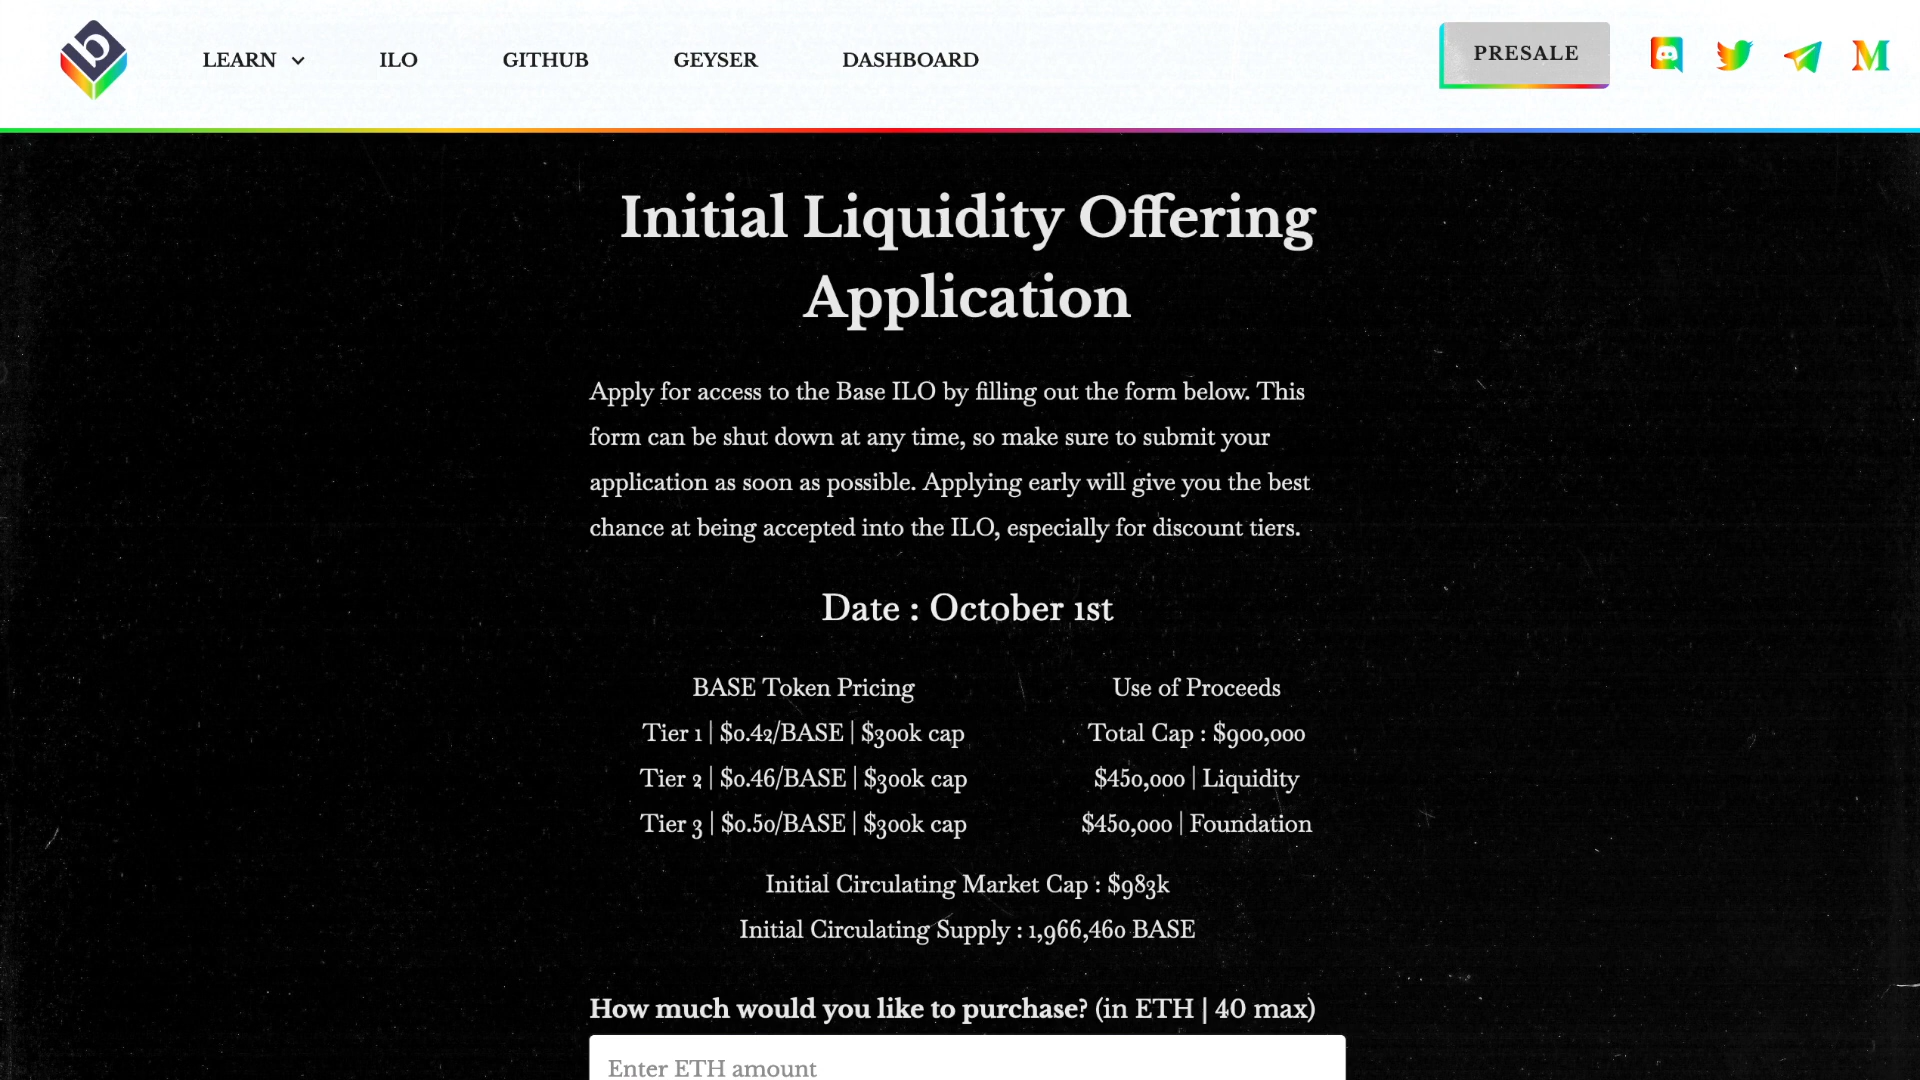 LEARN ILO GITHUB GEYSER DASHBOARD PRESALE
Initial Liquidity Offering
Application
Apply for access to the Base ILO by filling out the form below. This
form can be shut down at any time, so make sure to submit your
application as soon as possible. Applying early will give you the best
chance at being accepted into the ILO, especially for discount tiers.
Date : October 1st
BASE Token Pricing
Tier 1 | $0.42/BASE | $300k cap
Tier 2 | $0.46/BASE | $300k cap
Tier 3 | $0.50/BASE | $300k cap
Use of Proceeds
Total Cap : $900,000
$450,000 | Liquidity
$450,000 | Foundation
Initial Circulating Market Cap : $983k
Initial Circulating Supply : 1,966,460 BASE
How much would you like to purchase? (in ETH | 40 max)
Enter ETH amount